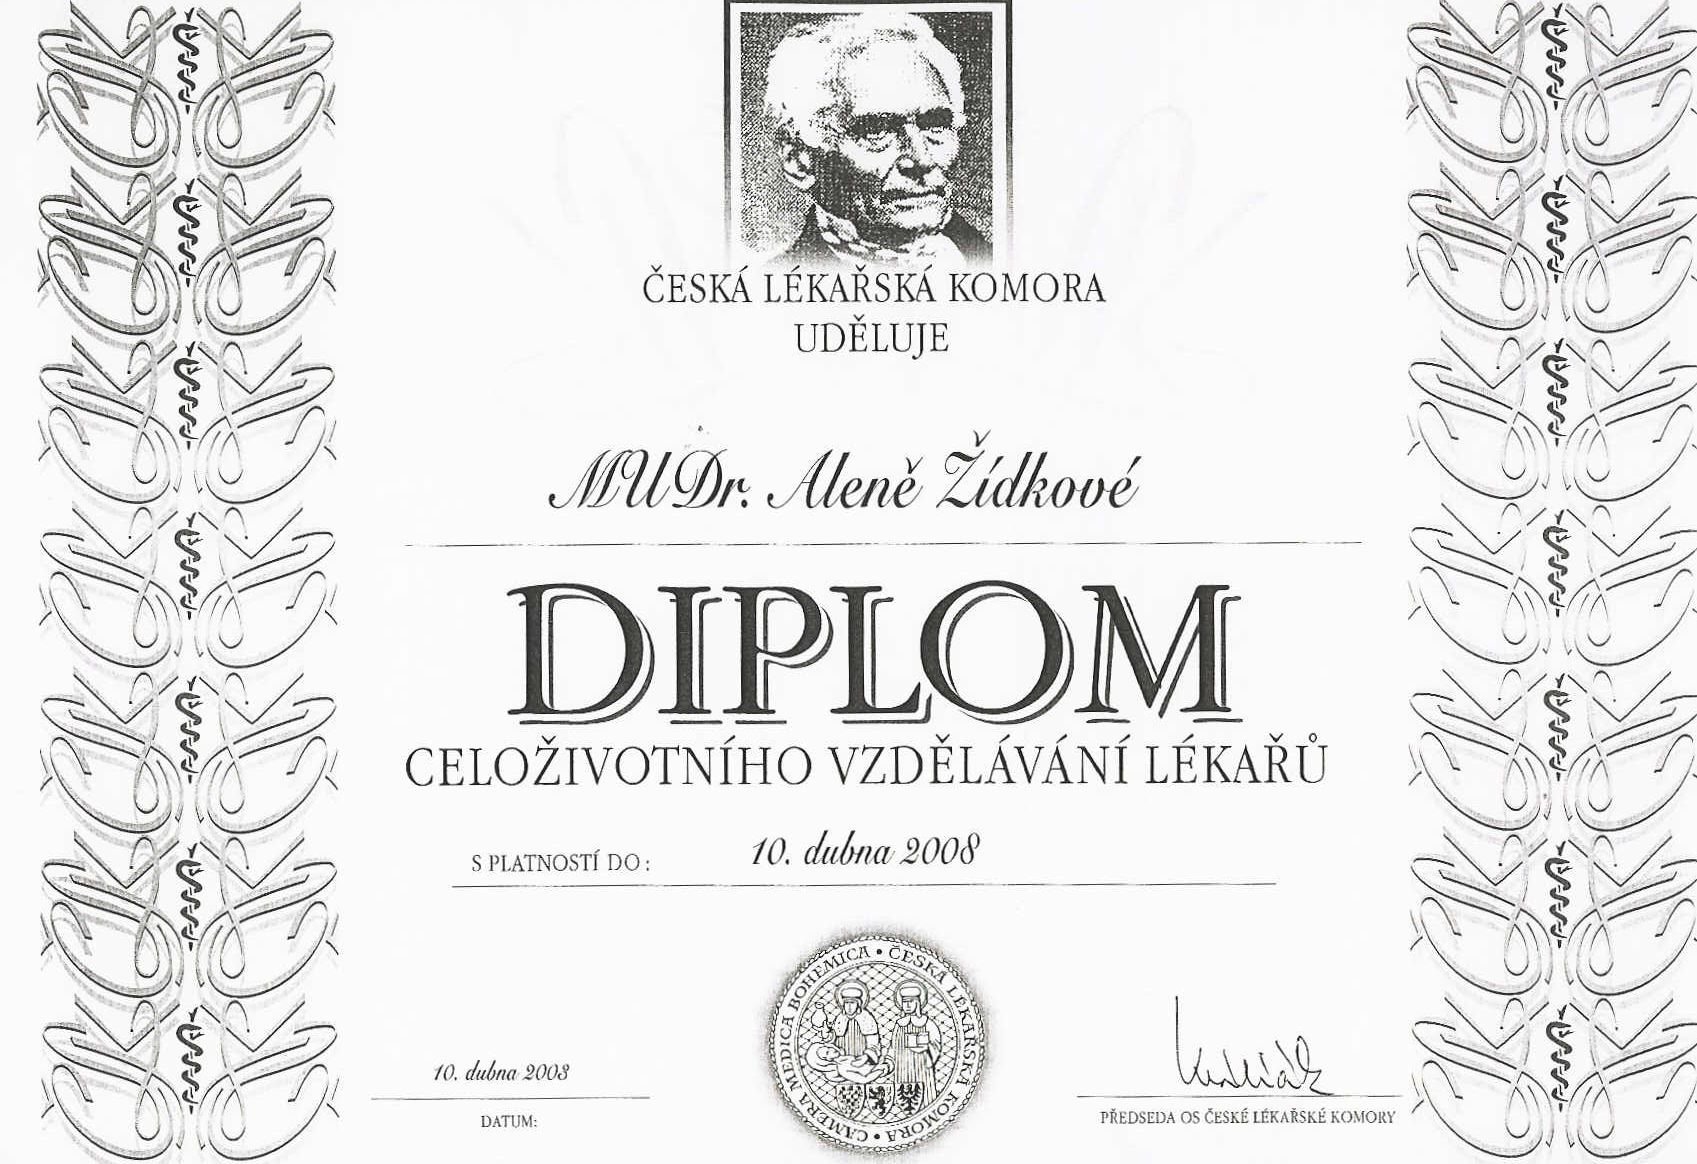 ČESKÁ LÉKAŘSKÁ KOMORA
UDĚLUJE
MUDr. Aleně Žídkové
DIPLOM
CELOŽIVOTNÍHO VZDĚLÁVÁNÍ LÉKAŘŮ
S PLATNOSTÍ DO: 10. dubna 2008
CAMERA MEDICA BOHEMICA • ČESKÁ LÉKAŘSKÁ KOMORA •
10. dubna 2003
DATUM:
PŘEDSEDA OS ČESKÉ LÉKAŘSKÉ KOMORY